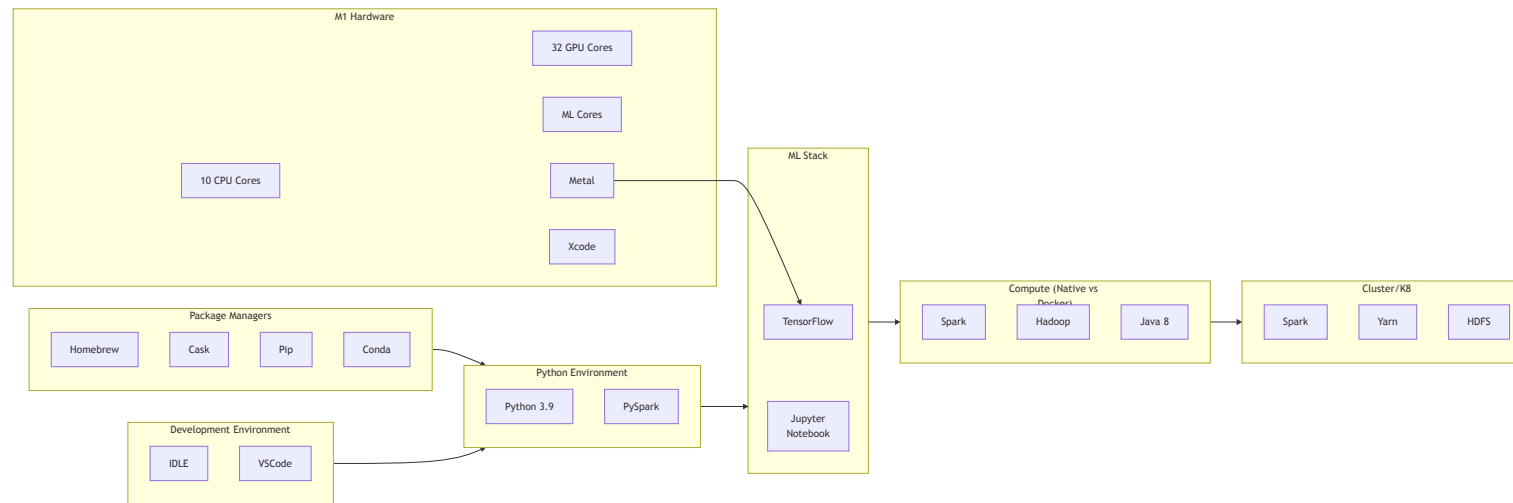 M1 Hardware
32 GPU Cores
ML Cores
10 CPU Cores
Metal
Xcode
ML Stack
TensorFlow
Jupyter
Notebook
Package Managers
Homebrew
Cask
Pip
Conda
Python Environment
Python 3.9
PySpark
Development Environment
IDLE
VSCode
Compute (Native vs
Docker)
Spark
Hadoop
Java 8
Cluster/K8
Spark
Yarn
HDFS